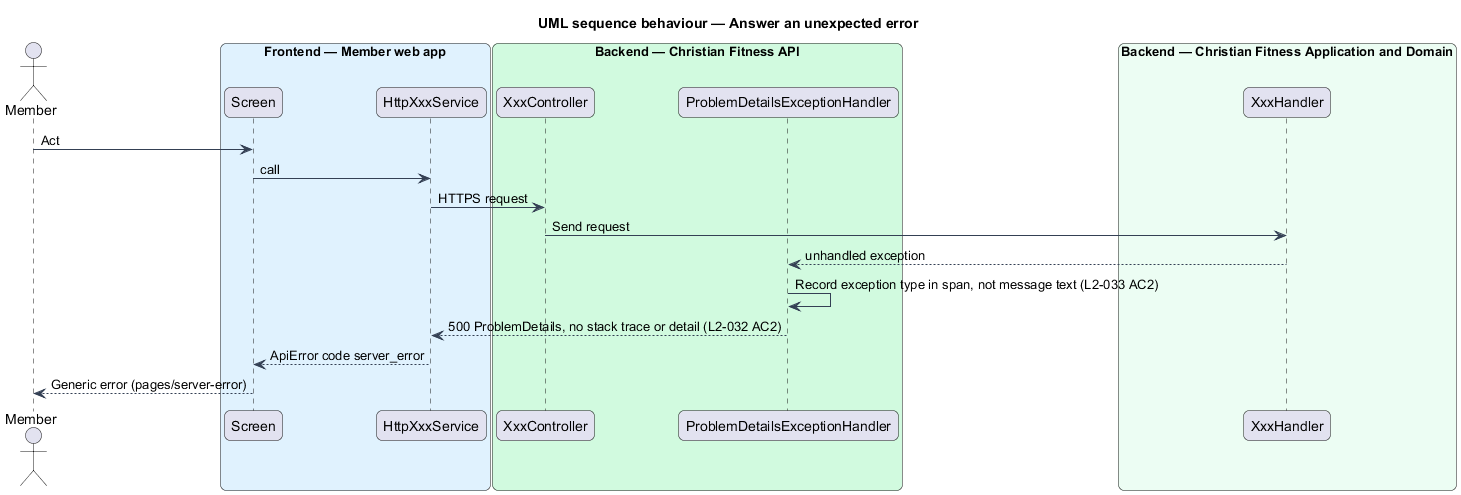 UML sequence behaviour — Answer an unexpected error
Frontend — Member web app
Backend — Christian Fitness API
Backend — Christian Fitness Application and Domain
Member
Screen
HttpXxxService
XxxController
ProblemDetailsExceptionHandler
XxxHandler
Act
call
HTTPS request
Send request
unhandled exception
Record exception type in span, not message text (L2-033 AC2)
500 ProblemDetails, no stack trace or detail (L2-032 AC2)
ApiError code server_error
Generic error (pages/server-error)
Member
Screen
HttpXxxService
XxxController
ProblemDetailsExceptionHandler
XxxHandler